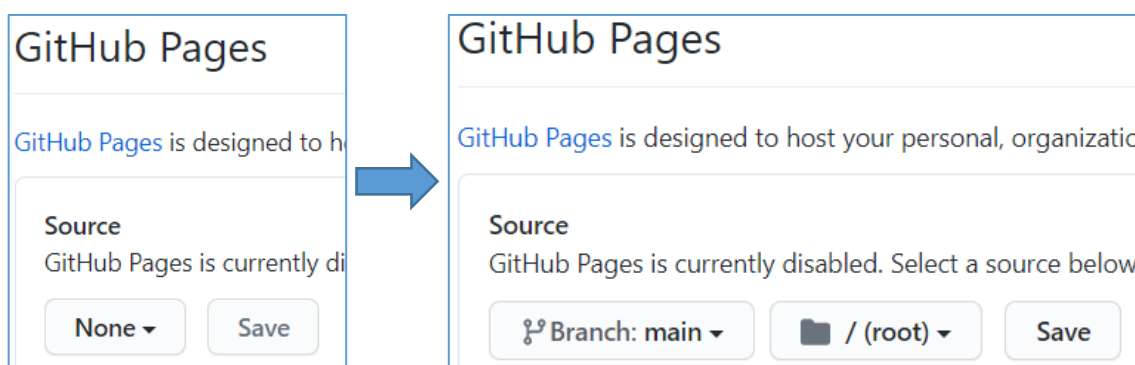 GitHub Pages
GitHub Pages is designed to h
Source
GitHub Pages is currently di
None
Save
GitHub Pages
GitHub Pages is designed to host your personal, organizatio
Source
GitHub Pages is currently disabled. Select a source below
Branch: main
/ (root)
Save